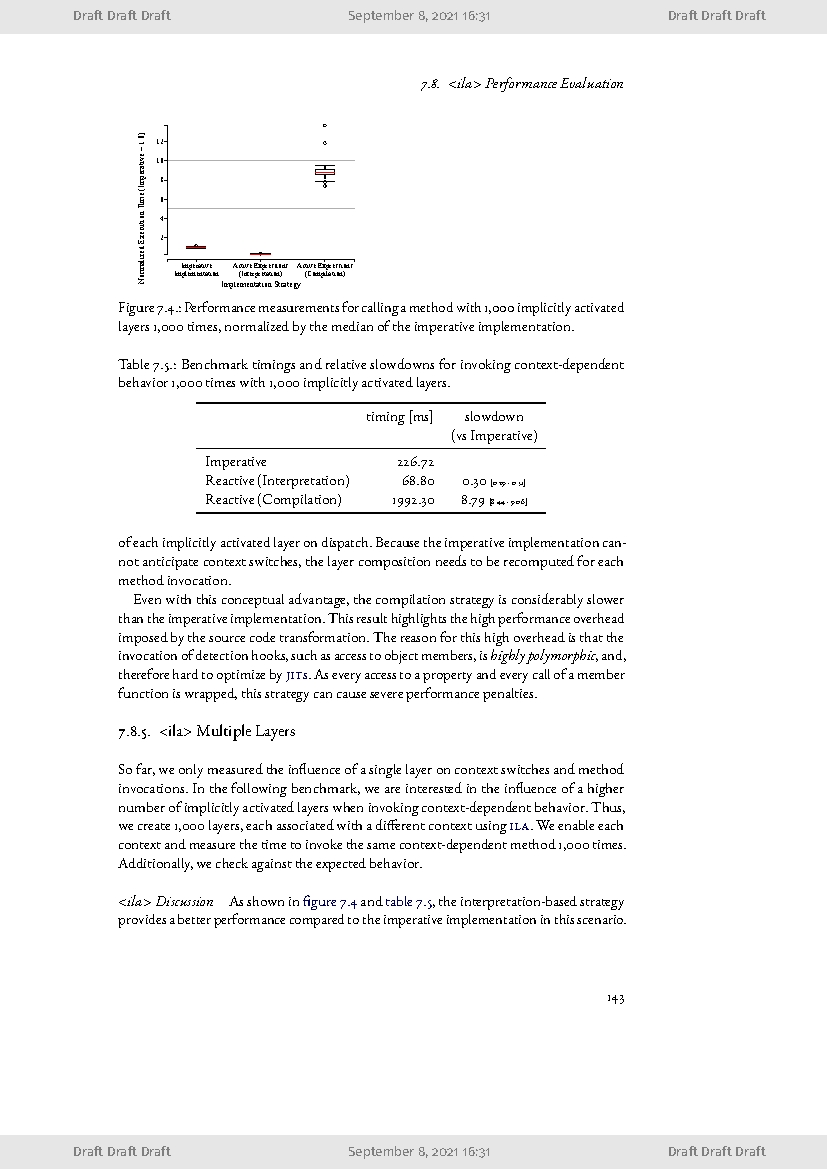 Draft Draft Draft September 8, 2021 16:31 Draft Draft Draft
7.8. <ila> Performance Evaluation
Normalized Execution Time (Imperative = 1.0)
12
10
8
6
4
2
Imperative Active Expressions Active Expressions
Implementation (Interpretation) (Compilation)
Implementation Strategy
Figure 7.4.: Performance measurements for calling a method with 1,000 implicitly activated
layers 1,000 times, normalized by the median of the imperative implementation.
Table 7.5.: Benchmark timings and relative slowdowns for invoking context-dependent
behavior 1,000 times with 1,000 implicitly activated layers.
timing [ms] slowdown
(vs Imperative)
Imperative 226.72
Reactive (Interpretation) 68.80 0.30
Reactive (Compilation) 1992.30 8.79
of each implicitly activated layer on dispatch. Because the imperative implementation can-
not anticipate context switches, the layer composition needs to be recomputed for each
method invocation.
Even with this conceptual advantage, the compilation strategy is considerably slower
than the imperative implementation. This result highlights the high performance overhead
imposed by the source code transformation. The reason for this high overhead is that the
invocation of detection hooks, such as access to object members, is highly polymorphic, and,
therefore hard to optimize by JITs. As every access to a property and every call of a member
function is wrapped, this strategy can cause severe performance penalties.
7.8.5. <ila> Multiple Layers
So far, we only measured the influence of a single layer on context switches and method
invocations. In the following benchmark, we are interested in the influence of a higher
number of implicitly activated layers when invoking context-dependent behavior. Thus,
we create 1,000 layers, each associated with a different context using ILA. We enable each
context and measure the time to invoke the same context-dependent method 1,000 times.
Additionally, we check against the expected behavior.
<ila> Discussion As shown in figure 7.4 and table 7.5, the interpretation-based strategy
provides a better performance compared to the imperative implementation in this scenario.
143
Draft Draft Draft September 8, 2021 16:31 Draft Draft Draft